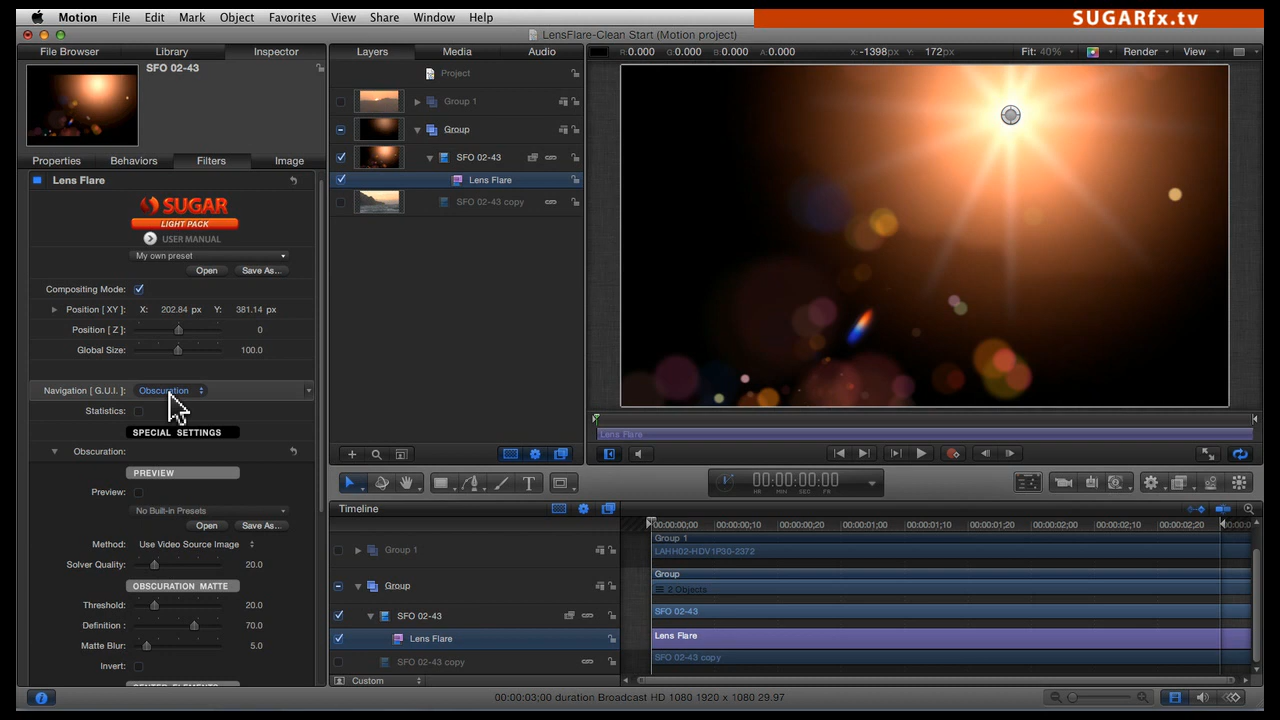 Motion File Edit Mark Object Favorites View Share Window Help
SUGARfx.tv
LensFlare-Clean Start (Motion project)
File Browser Library Inspector
Layers Media Audio
R: 0.000 G: 0.000 B: 0.000 A: 0.000 X: -1398px Y: 172px Fit: 40% Render View
SFO 02-43
Properties Behaviors Filters Image
Lens Flare
SUGAR
LIGHT PACK
USER MANUAL
My own preset
Open Save As...
Compositing Mode:
Position [ XY ]: X: 202.84 px Y: 381.14 px
Position [ Z ]: 0
Global Size: 100.0
Navigation [ G.U.I. ]: Obscuration
Statistics:
SPECIAL SETTINGS
Obscuration:
PREVIEW
Preview:
No Built-in Presets
Open Save As...
Method: Use Video Source Image
Solver Quality: 20.0
OBSCURATION MATTE
Threshold: 20.0
Definition : 70.0
Matte Blur: 5.0
Invert:
CENTER ELEMENTS
Project
Group 1
Group
SFO 02-43
Lens Flare
SFO 02-43 copy
Lens Flare
00:00:00:00
HR MIN SEC FR
Timeline
00:00:00;00 00:00:00;10 00:00:00;20 00:00:01;00 00:00:01;10 00:00:01;20 00:00:02;00 00:00:02;10 00:00:02;20
Group 1
Group 1
LAHH02-HDV1P30-2372
Group
Group
2 Objects
SFO 02-43
SFO 02-43
Lens Flare
Lens Flare
SFO 02-43 copy
SFO 02-43 copy
Custom
00:00:03;00 duration Broadcast HD 1080 1920 x 1080 29.97